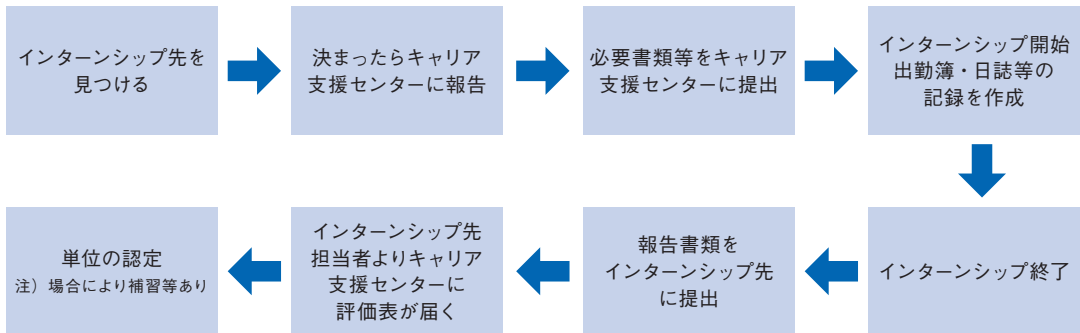 インターンシップ先を
見つける
決まったらキャリア
支援センターに報告
必要書類等をキャリア
支援センターに提出
インターンシップ開始
出勤簿・日誌等の
記録を作成
インターンシップ終了
報告書類を
インターンシップ先
に提出
インターンシップ先
担当者よりキャリア
支援センターに
評価表が届く
単位の認定
注）場合により補習等あり